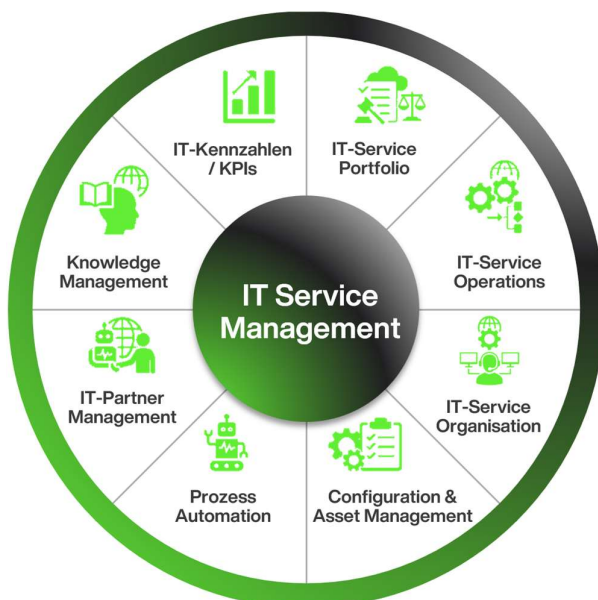 IT Service
Management
IT-Service
Portfolio
IT-Service
Operations
IT-Service
Organisation
Configuration &
Asset Management
Prozess
Automation
IT-Partner
Management
Knowledge
Management
IT-Kennzahlen
/ KPIs